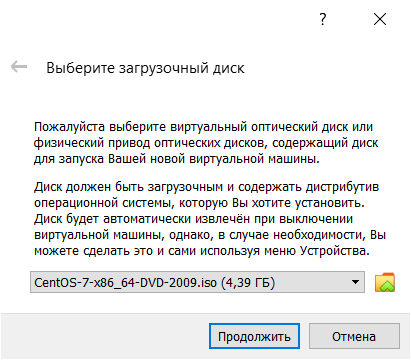 ?
Выберите загрузочный диск
Пожалуйста выберите виртуальный оптический диск или
физический привод оптических дисков, содержащий диск
для запуска Вашей новой виртуальной машины.
Диск должен быть загрузочным и содержать дистрибутив
операционной системы, которую Вы хотите установить.
Диск будет автоматически извлечён при выключении
виртуальной машины, однако, в случае необходимости, Вы
можете сделать это и сами используя меню Устройства.
CentOS-7-x86_64-DVD-2009.iso (4,39 ГБ)
Продолжить Отмена